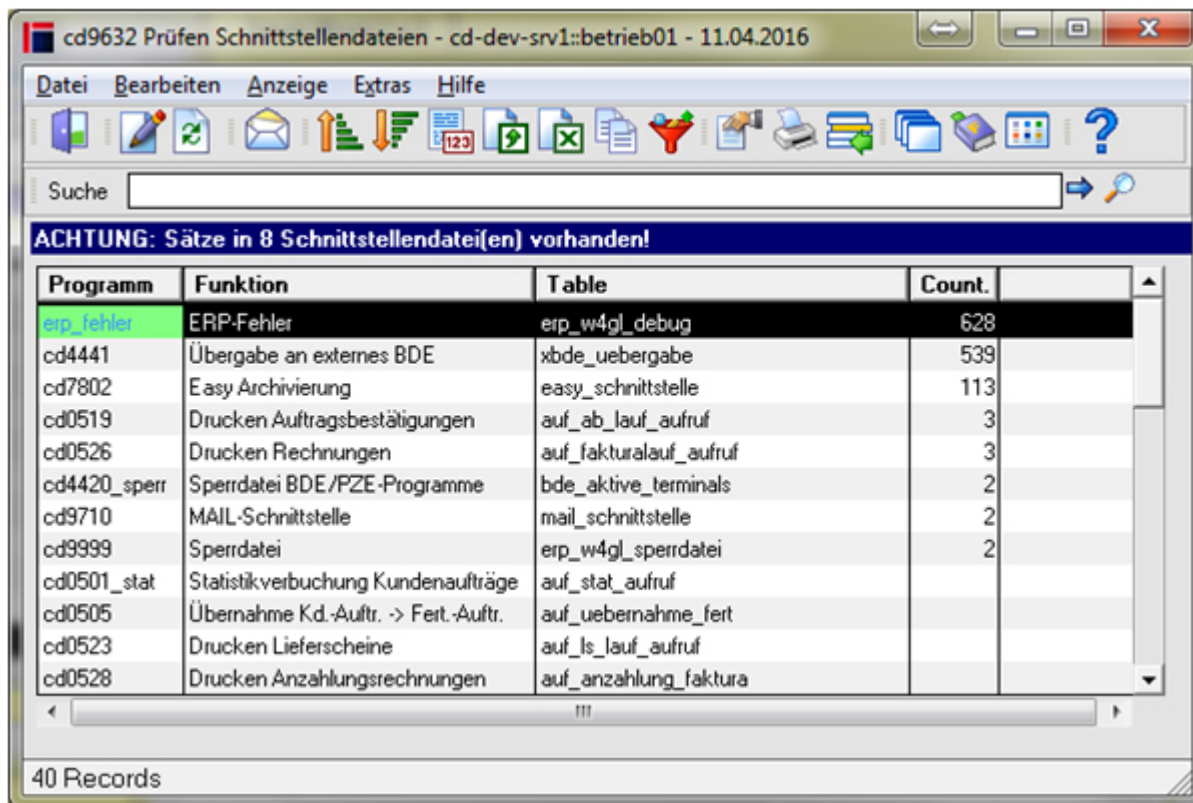 cd9632 Prüfen Schnittstellendateien - cd-dev-srv1::betrieb01 - 11.04.2016
Datei Bearbeiten Anzeige Extras Hilfe
123
Suche
ACHTUNG: Sätze in 8 Schnittstellendatei(en) vorhanden!
Programm Funktion Table Count.
erp_fehler ERP-Fehler erp_w4gl_debug 628
cd4441 Übergabe an externes BDE xbde_uebergabe 539
cd7802 Easy Archivierung easy_schnittstelle 113
cd0519 Drucken Auftragsbestätigungen auf_ab_lauf_aufruf 3
cd0526 Drucken Rechnungen auf_fakturalauf_aufruf 3
cd4420_sperr Sperrdatei BDE/PZE-Programme bde_aktive_terminals 2
cd9710 MAIL-Schnittstelle mail_schnittstelle 2
cd9999 Sperrdatei erp_w4gl_sperrdatei 2
cd0501_stat Statistikverbuchung Kundenaufträge auf_stat_aufruf
cd0505 Übernahme Kd.-Auftr. -> Fert.-Auftr. auf_uebernahme_fert
cd0523 Drucken Lieferscheine auf_ls_lauf_aufruf
cd0528 Drucken Anzahlungsrechnungen auf_anzahlung_faktura
40 Records